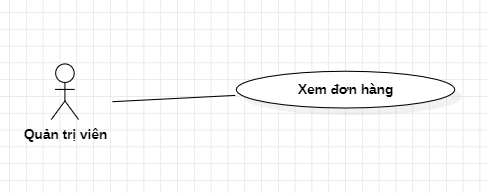 Xem đơn hàng
Quản trị viên